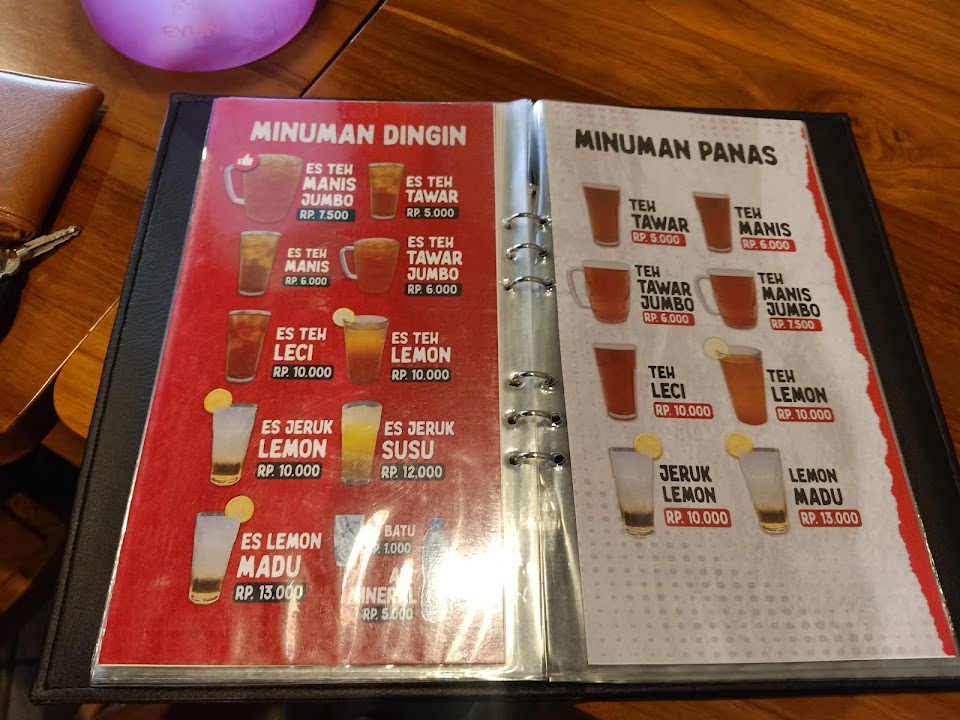 MINUMAN DINGIN
ES TEH
MANIS
JUMBO
RP. 7.500
ES TEH
TAWAR
RP. 5.000
ES TEH
MANIS
RP. 6.000
ES TEH
TAWAR
JUMBO
RP. 6.000
ES TEH
LECI
RP. 10.000
ES TEH
LEMON
RP. 10.000
ES JERUK
LEMON
RP. 10.000
ES JERUK
SUSU
RP. 12.000
ES LEMON
MADU
RP. 13.000
BATU
RP. 1.000
MINERAL
RP. 5.000
MINUMAN PANAS
TEH
TAWAR
RP. 5.000
TEH
MANIS
RP. 6.000
TEH
TAWAR
JUMBO
RP. 6.000
TEH
MANIS
JUMBO
RP. 7.500
TEH
LECI
RP. 10.000
TEH
LEMON
RP. 10.000
JERUK
LEMON
RP. 10.000
LEMON
MADU
RP. 13.000